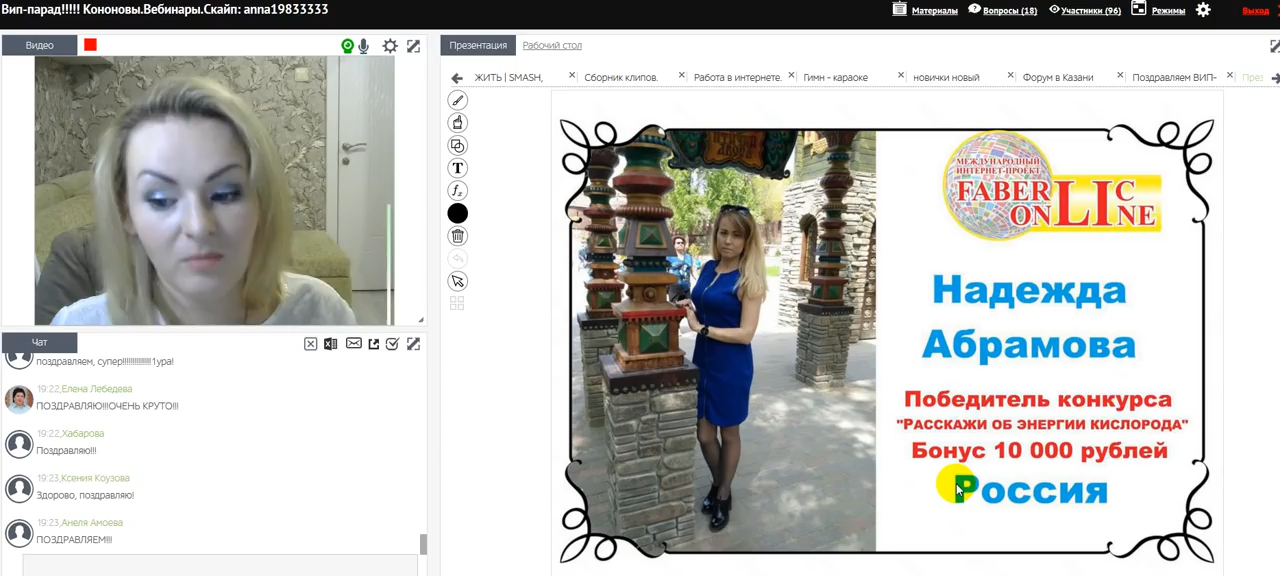 Вип-парад!!!!! Кононовы.Вебинары.Скайп: anna19833333
Материалы
Вопросы (18)
Участники (96)
Режимы
Выход
Видео
Презентация
Рабочий стол
ЖИТЬ | SMASH,
Сборник клипов.
Работа в интернете.
Гимн - караоке
новички новый
Форум в Казани
Поздравляем ВИП-
През
T
fx
МЕЖДУНАРОДНЫЙ
ИНТЕРНЕТ-ПРОЕКТ
FABERLIC
ONLINE
Надежда
Абрамова
Победитель конкурса
"Расскажи об энергии кислорода"
Бонус 10 000 рублей
Россия
Чат
поздравляем, супер!!!!!!!!!!!!!!!1ура!
19:22,Елена Лебедева
ПОЗДРАВЛЯЮ!!!ОЧЕНЬ КРУТО!!!
19:22,Хабарова
Поздравляю!!!
19:23,Ксения Коузова
Здорово, поздравляю!
19:23,Анеля Амоева
ПОЗДРАВЛЯЕМ!!!